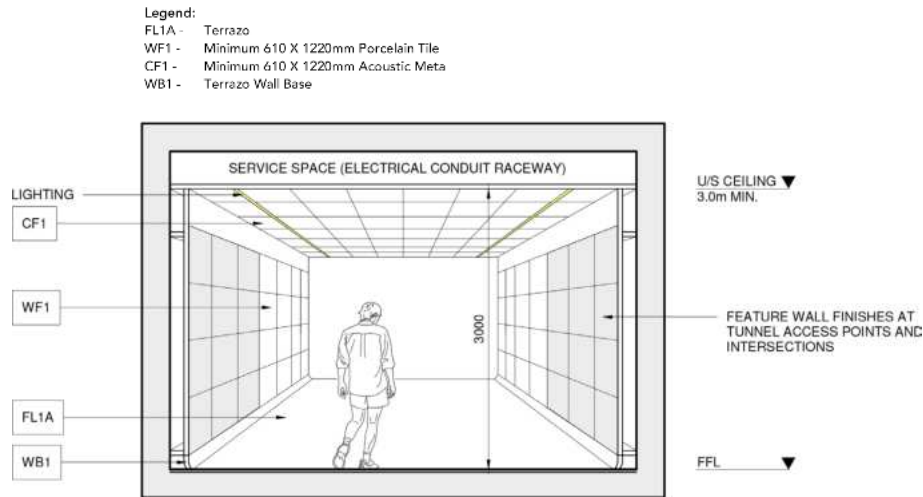 Legend:
FL1A - Terrazo
WF1 - Minimum 610 X 1220mm Porcelain Tile
CF1 - Minimum 610 X 1220mm Acoustic Meta
WB1 - Terrazo Wall Base
SERVICE SPACE (ELECTRICAL CONDUIT RACEWAY)
U/S CEILING
3.0m MIN.
LIGHTING
CF1
WF1
3000
FEATURE WALL FINISHES AT
TUNNEL ACCESS POINTS AND
INTERSECTIONS
FL1A
WB1
FFL